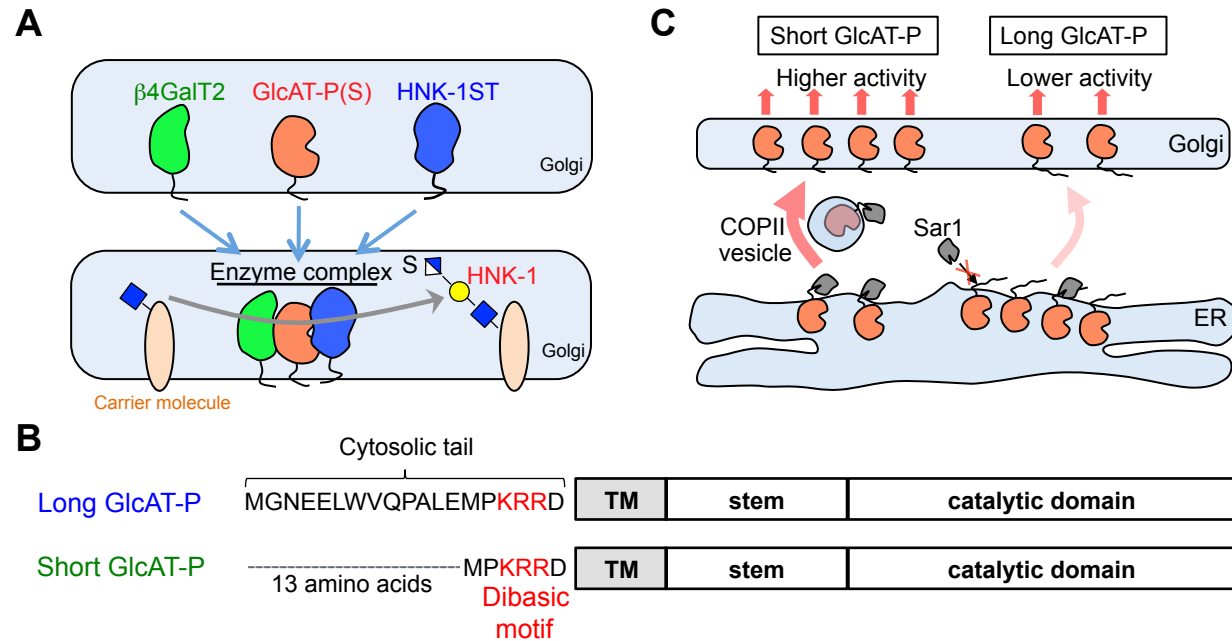 A
β4GalT2 GlcAT-P(S) HNK-1ST
Golgi
Enzyme complex
S
HNK-1
Golgi
Carrier molecule
C
Short GlcAT-P Long GlcAT-P
Higher activity Lower activity
Golgi
COPII
vesicle
Sar1
ER
B
Cytosolic tail
Long GlcAT-P MGNEELWVQPALEMPKRRD TM stem catalytic domain
Short GlcAT-P MPKRRD TM stem catalytic domain
13 amino acids
Dibasic
motif